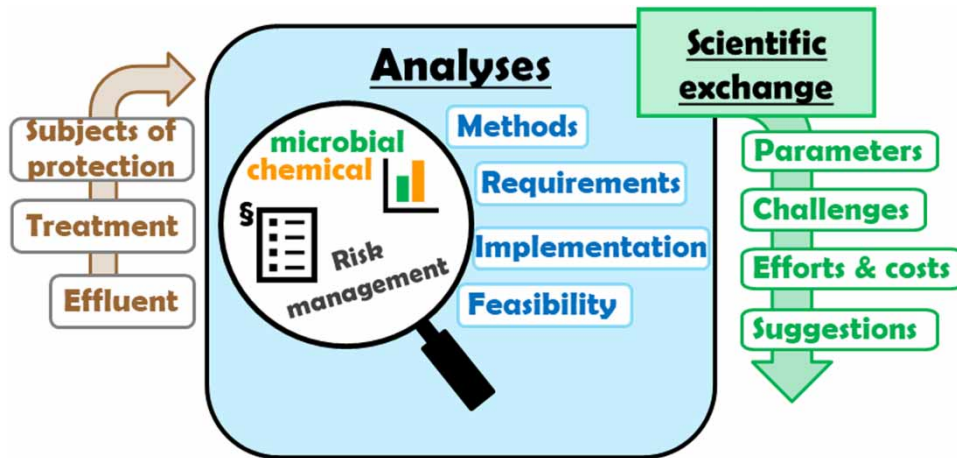 Subjects of
protection
Treatment
Effluent
Analyses
microbial
chemical
§
Risk
management
Methods
Requirements
Implementation
Feasibility
Scientific
exchange
Parameters
Challenges
Efforts & costs
Suggestions